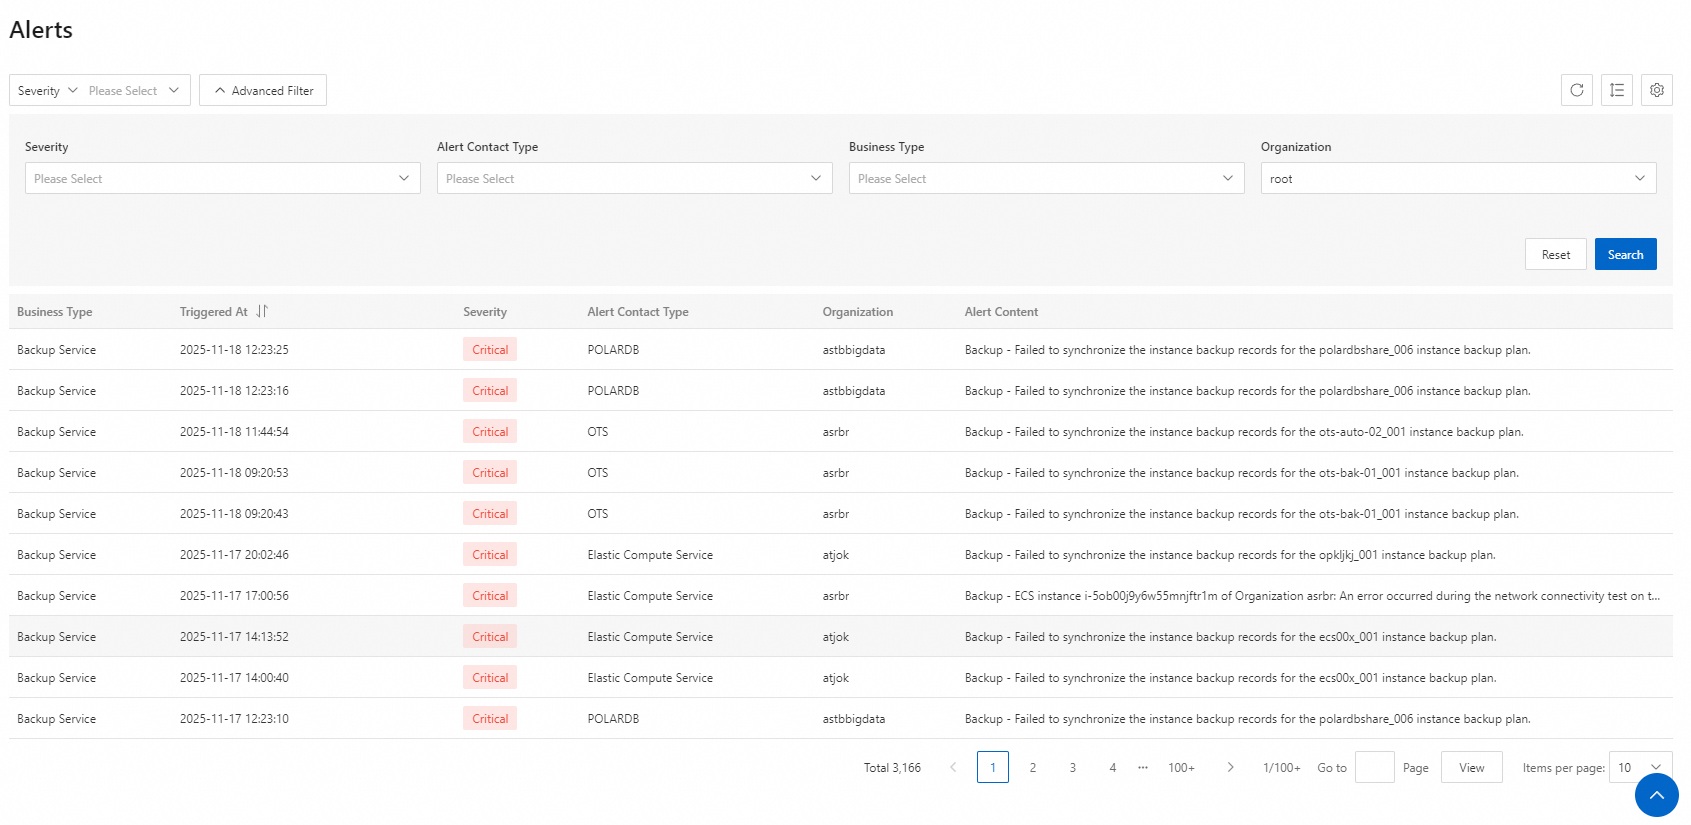 Alerts
Severity Please Select Advanced Filter
Severity Alert Contact Type Business Type Organization
Please Select Please Select Please Select root
Reset Search
Business Type Triggered At Severity Alert Contact Type Organization Alert Content
Backup Service 2025-11-18 12:23:25 Critical POLARDB astbbigdata Backup - Failed to synchronize the instance backup records for the polardbshare_006 instance backup plan.
Backup Service 2025-11-18 12:23:16 Critical POLARDB astbbigdata Backup - Failed to synchronize the instance backup records for the polardbshare_006 instance backup plan.
Backup Service 2025-11-18 11:44:54 Critical OTS asrbr Backup - Failed to synchronize the instance backup records for the ots-auto-02_001 instance backup plan.
Backup Service 2025-11-18 09:20:53 Critical OTS asrbr Backup - Failed to synchronize the instance backup records for the ots-bak-01_001 instance backup plan.
Backup Service 2025-11-18 09:20:43 Critical OTS asrbr Backup - Failed to synchronize the instance backup records for the ots-bak-01_001 instance backup plan.
Backup Service 2025-11-17 20:02:46 Critical Elastic Compute Service atjok Backup - Failed to synchronize the instance backup records for the opkljkj_001 instance backup plan.
Backup Service 2025-11-17 17:00:56 Critical Elastic Compute Service asrbr Backup - ECS instance i-5ob00j9y6w55mnjftr1m of Organization asrbr: An error occurred during the network connectivity test on t...
Backup Service 2025-11-17 14:13:52 Critical Elastic Compute Service atjok Backup - Failed to synchronize the instance backup records for the ecs00x_001 instance backup plan.
Backup Service 2025-11-17 14:00:40 Critical Elastic Compute Service atjok Backup - Failed to synchronize the instance backup records for the ecs00x_001 instance backup plan.
Backup Service 2025-11-17 12:23:10 Critical POLARDB astbbigdata Backup - Failed to synchronize the instance backup records for the polardbshare_006 instance backup plan.
Total 3,166 1 2 3 4 ··· 100+ 1/100+ Go to Page View Items per page: 10